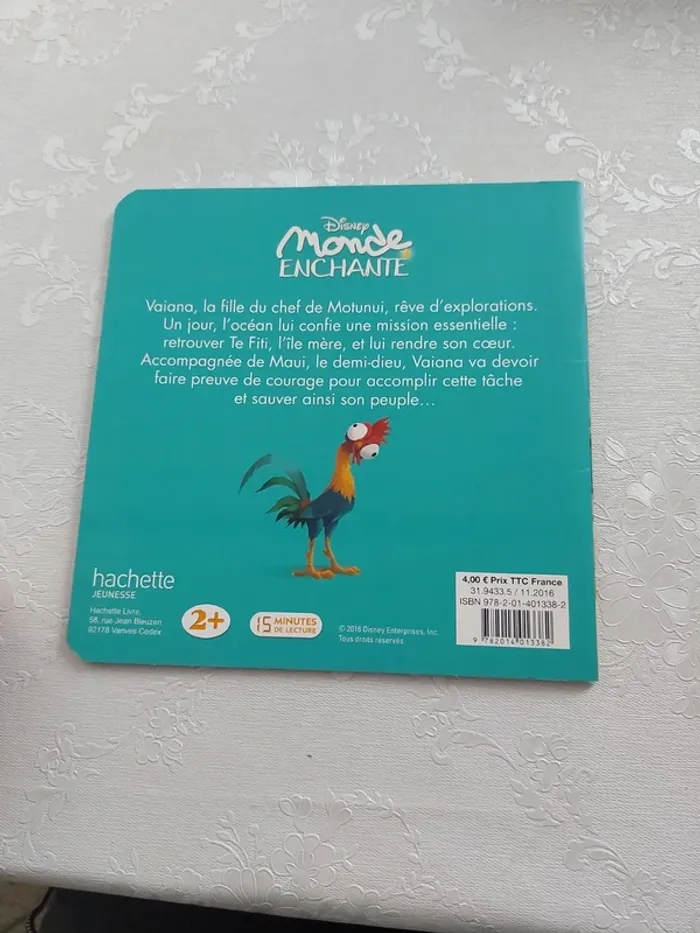 Disney
Monde
ENCHANTÉ
Vaiana, la fille du chef de Motunui, rêve d'explorations.
Un jour, l'océan lui confie une mission essentielle :
retrouver Te Fiti, l'île mère, et lui rendre son cœur.
Accompagnée de Maui, le demi-dieu, Vaiana va devoir
faire preuve de courage pour accomplir cette tâche
et sauver ainsi son peuple...
hachette
JEUNESSE
Hachette Livre,
58, rue Jean Bleuzen
92178 Vanves Cedex
2+
15 MINUTES
DE LECTURE
© 2016 Disney Enterprises, Inc.
Tous droits réservés.
4,00 € Prix TTC France
31.9433.5 / 11.2016
ISBN 978-2-01-401338-2
9 782014 013382